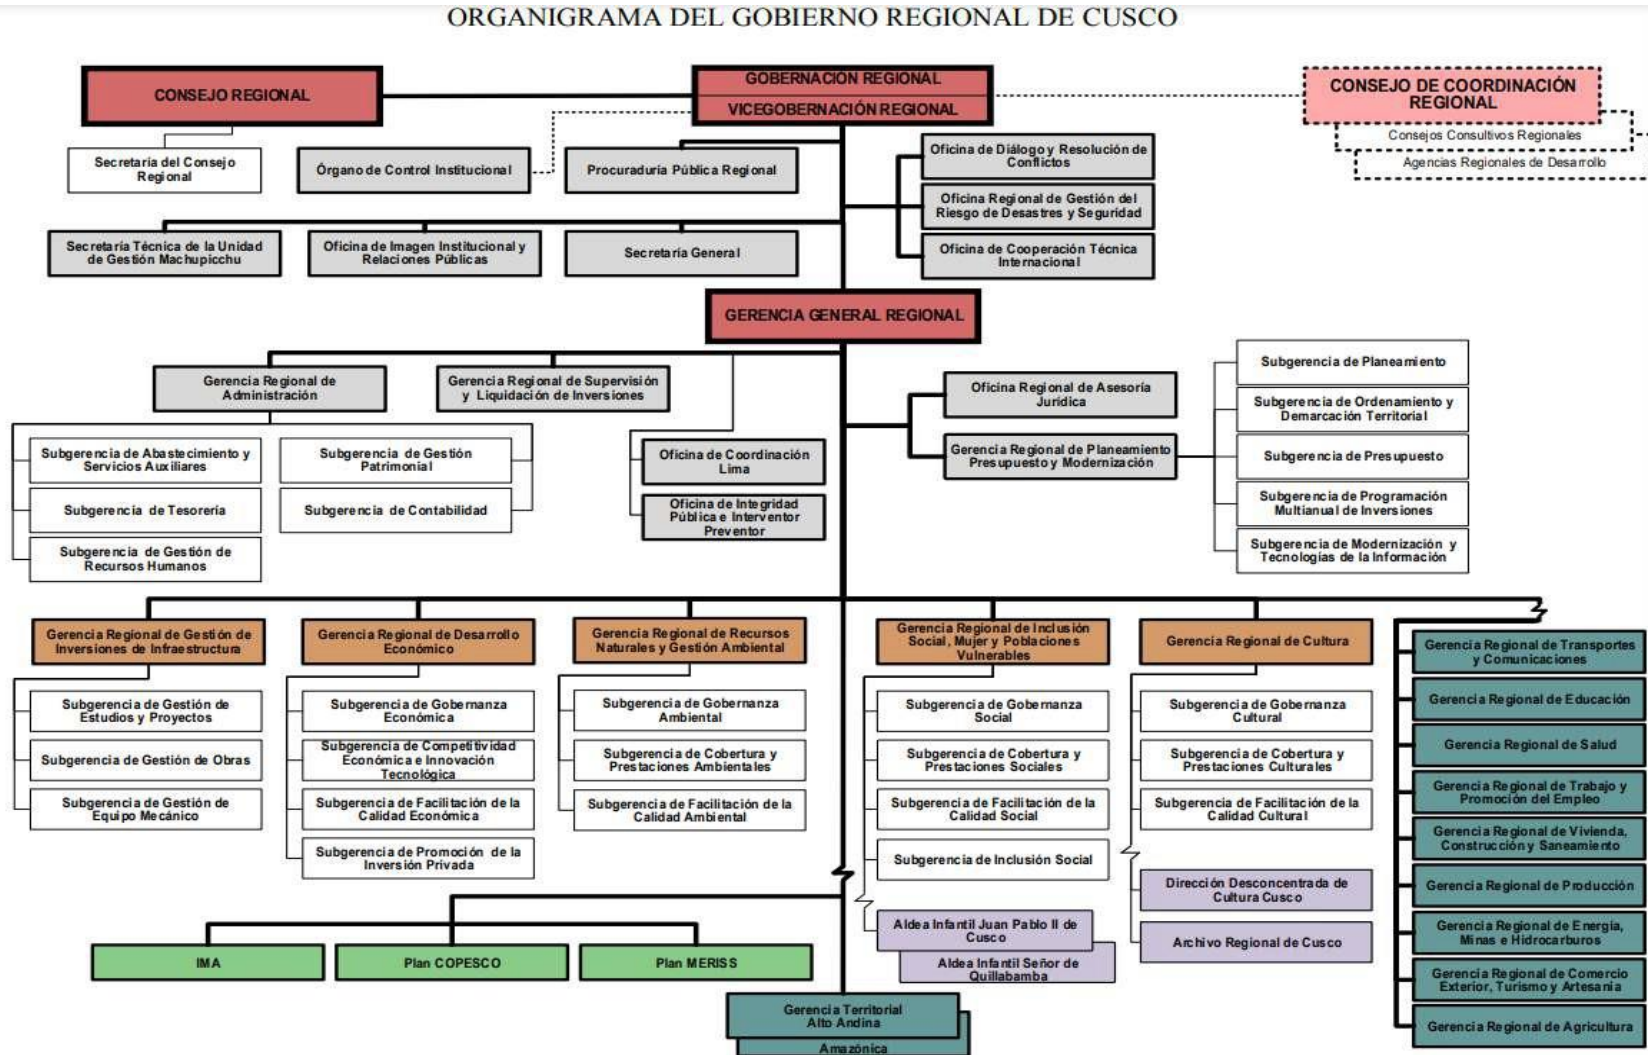 ORGANIGRAMA DEL GOBIERNO REGIONAL DE CUSCO
CONSEJO REGIONAL
GOBERNACIÓN REGIONAL
VICEGOBERNACIÓN REGIONAL
CONSEJO DE COORDINACIÓN
REGIONAL
Consejos Consultivos Regionales
Agencias Regionales de Desarrollo
Secretaría del Consejo
Regional
Órgano de Control Institucional
Procuraduría Pública Regional
Oficina de Diálogo y Resolución de
Conflictos
Oficina Regional de Gestión del
Riesgo de Desastres y Seguridad
Oficina de Cooperación Técnica
Internacional
Secretaría Técnica de la Unidad
de Gestión Machupicchu
Oficina de Imagen Institucional y
Relaciones Públicas
Secretaría General
GERENCIA GENERAL REGIONAL
Gerencia Regional de
Administración
Gerencia Regional de Supervisión
y Liquidación de Inversiones
Subgerencia de Abastecimiento y
Servicios Auxiliares
Subgerencia de Gestión
Patrimonial
Subgerencia de Tesorería
Subgerencia de Contabilidad
Subgerencia de Gestión de
Recursos Humanos
Oficina de Coordinación
Lima
Oficina de Integridad
Pública e Interventor
Preventor
Oficina Regional de Asesoría
Jurídica
Gerencia Regional de Planeamiento
Presupuesto y Modernización
Subgerencia de Planeamiento
Subgerencia de Ordenamiento y
Demarcación Territorial
Subgerencia de Presupuesto
Subgerencia de Programación
Multianual de Inversiones
Subgerencia de Modernización y
Tecnologías de la Información
Gerencia Regional de Gestión de
Inversiones de Infraestructura
Subgerencia de Gestión de
Estudios y Proyectos
Subgerencia de Gestión de Obras
Subgerencia de Gestión de
Equipo Mecánico
Gerencia Regional de Desarrollo
Económico
Subgerencia de Gobernanza
Económica
Subgerencia de Competitividad
Económica e Innovación
Tecnológica
Subgerencia de Facilitación de la
Calidad Económica
Subgerencia de Promoción de la
Inversión Privada
Gerencia Regional de Recursos
Naturales y Gestión Ambiental
Subgerencia de Gobernanza
Ambiental
Subgerencia de Cobertura y
Prestaciones Ambientales
Subgerencia de Facilitación de la
Calidad Ambiental
Gerencia Regional de Inclusión
Social, Mujer y Poblaciones
Vulnerables
Subgerencia de Gobernanza
Social
Subgerencia de Cobertura y
Prestaciones Sociales
Subgerencia de Facilitación de la
Calidad Social
Subgerencia de Inclusión Social
Aldea Infantil Juan Pablo II de
Cusco
Aldea Infantil Señor de
Quillabamba
Gerencia Regional de Cultura
Subgerencia de Gobernanza
Cultural
Subgerencia de Cobertura y
Prestaciones Culturales
Subgerencia de Facilitación de la
Calidad Cultural
Dirección Desconcentrada de
Cultura Cusco
Archivo Regional de Cusco
Gerencia Regional de Transportes
y Comunicaciones
Gerencia Regional de Educación
Gerencia Regional de Salud
Gerencia Regional de Trabajo y
Promoción del Empleo
Gerencia Regional de Vivienda,
Construcción y Saneamiento
Gerencia Regional de Producción
Gerencia Regional de Energía,
Minas e Hidrocarburos
Gerencia Regional de Comercio
Exterior, Turismo y Artesanía
Gerencia Regional de Agricultura
IMA
Plan COPESCO
Plan MERISS
Gerencia Territorial
Alto Andina
Amazónica